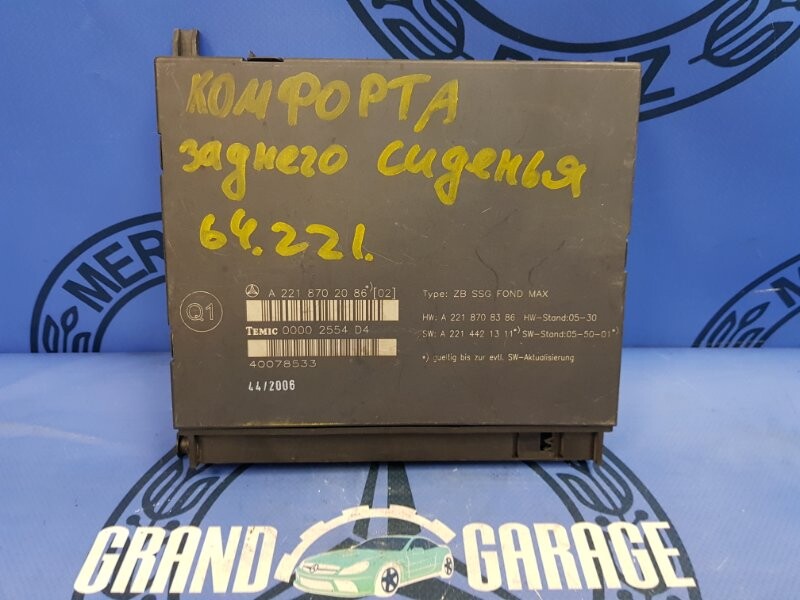 КОМФОРТА
заднего сиденья
64.221.
A 221 870 20 86 *) [02]
Q1
TEMIC 0000 2554 D4
40078533
44/2006
Type: ZB SSG FOND MAX
HW: A 221 870 83 86 HW-Stand:05-30
SW: A 221 442 13 11*) SW-Stand:05-50-01*)
*) gueltig bis zur evtl. SW-Aktualisierung
GRAND GARAGE